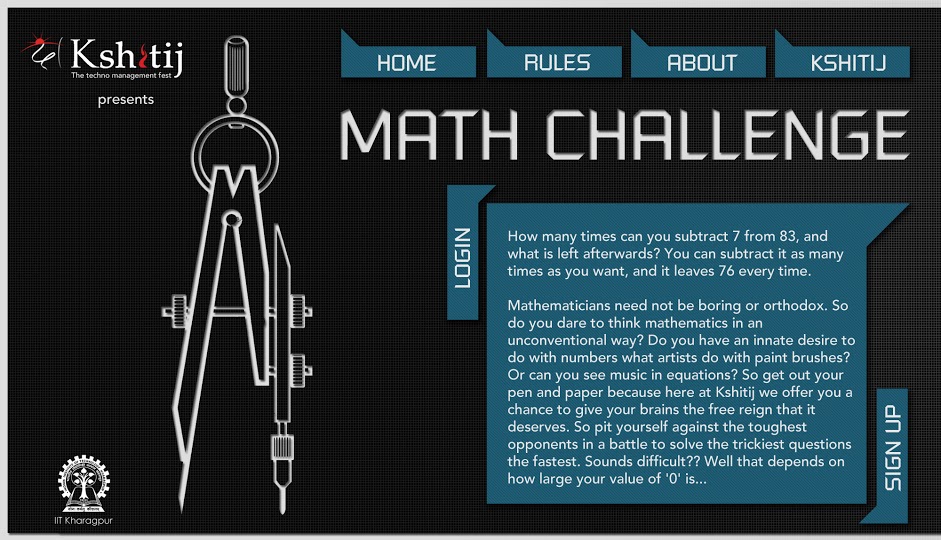 Kshitij
The techno management fest
presents
HOME
RULES
ABOUT
KSHITIJ
MATH CHALLENGE
LOGIN
How many times can you subtract 7 from 83, and
what is left afterwards? You can subtract it as many
times as you want, and it leaves 76 every time.
Mathematicians need not be boring or orthodox. So
do you dare to think mathematics in an
unconventional way? Do you have an innate desire to
do with numbers what artists do with paint brushes?
Or can you see music in equations? So get out your
pen and paper because here at Kshitij we offer you a
chance to give your brains the free reign that it
deserves. So pit yourself against the toughest
opponents in a battle to solve the trickiest questions
the fastest. Sounds difficult?? Well that depends on
how large your value of '0' is...
SIGN UP
IIT Kharagpur